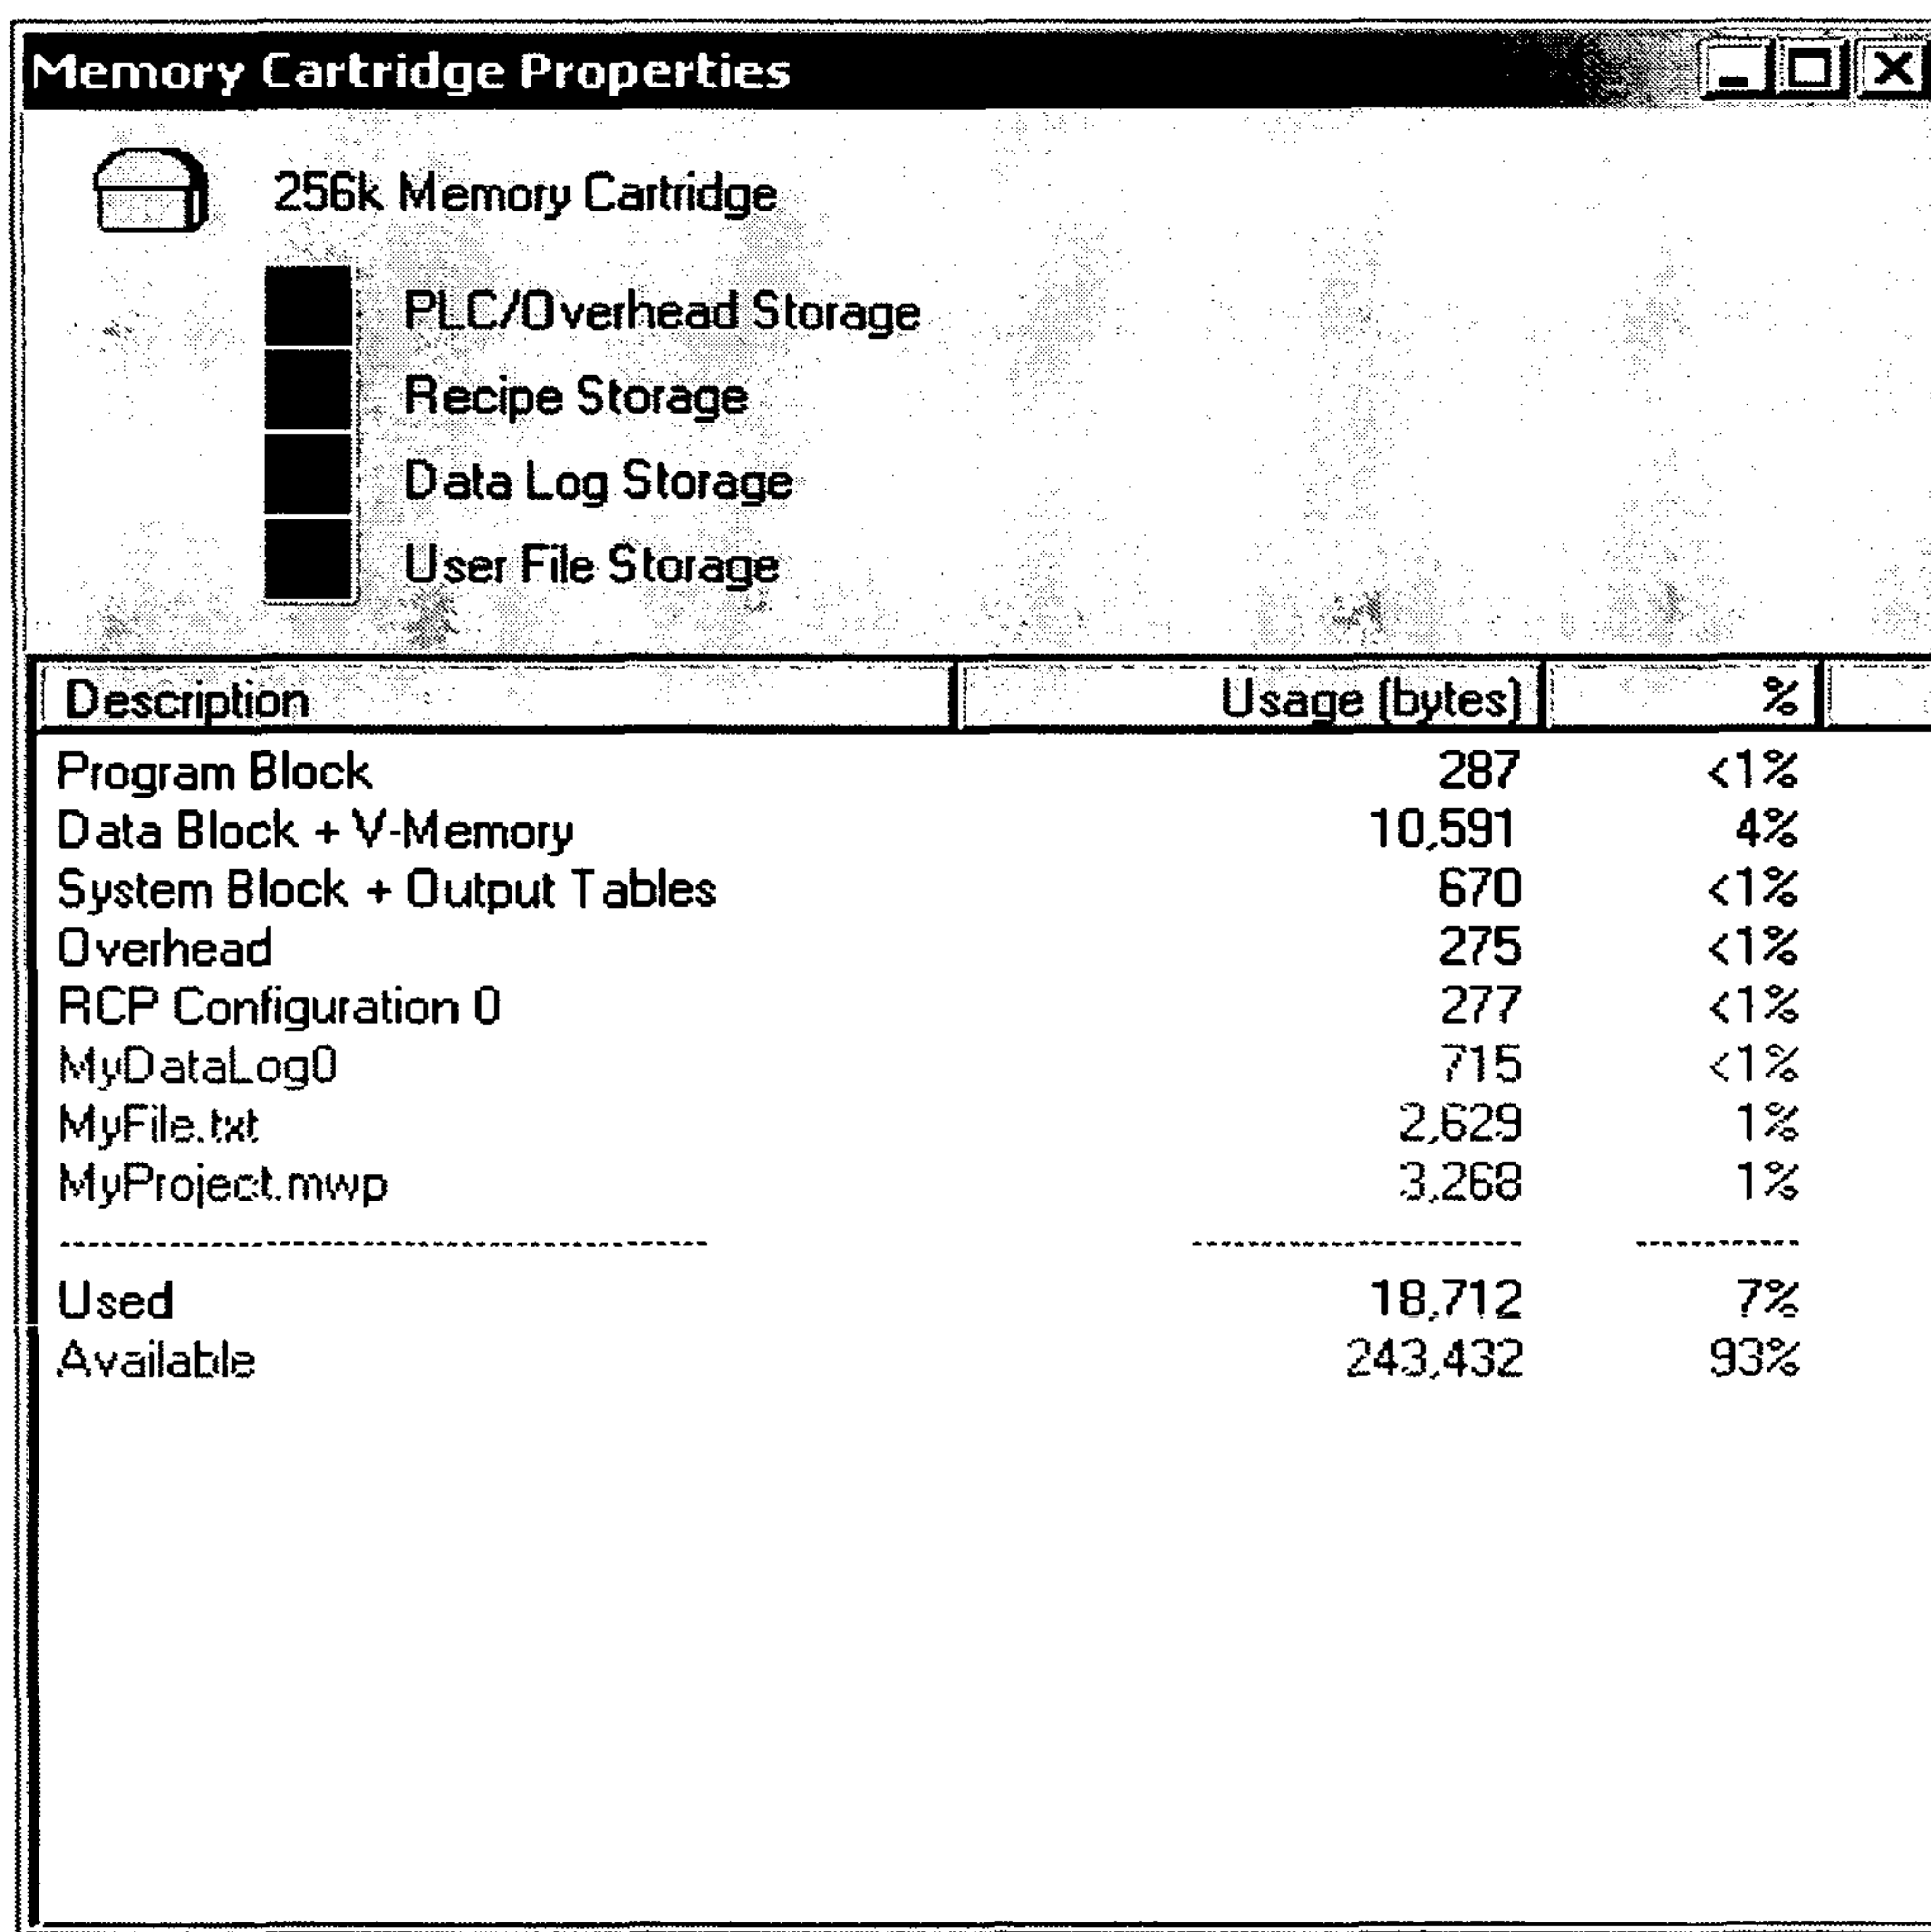 Memory Cartridge Properties
256k Memory Cartridge
PLC/Overhead Storage
Recipe Storage
Data Log Storage
User File Storage
Description Usage (bytes) %
Program Block 287 <1%
Data Block + V-Memory 10,591 4%
System Block + Output Tables 670 <1%
Overhead 275 <1%
RCP Configuration 0 277 <1%
MyDataLog0 715 <1%
MyFile.txt 2,629 1%
MyProject.mwp 3,268 1%
Used 18,712 7%
Available 243,432 93%